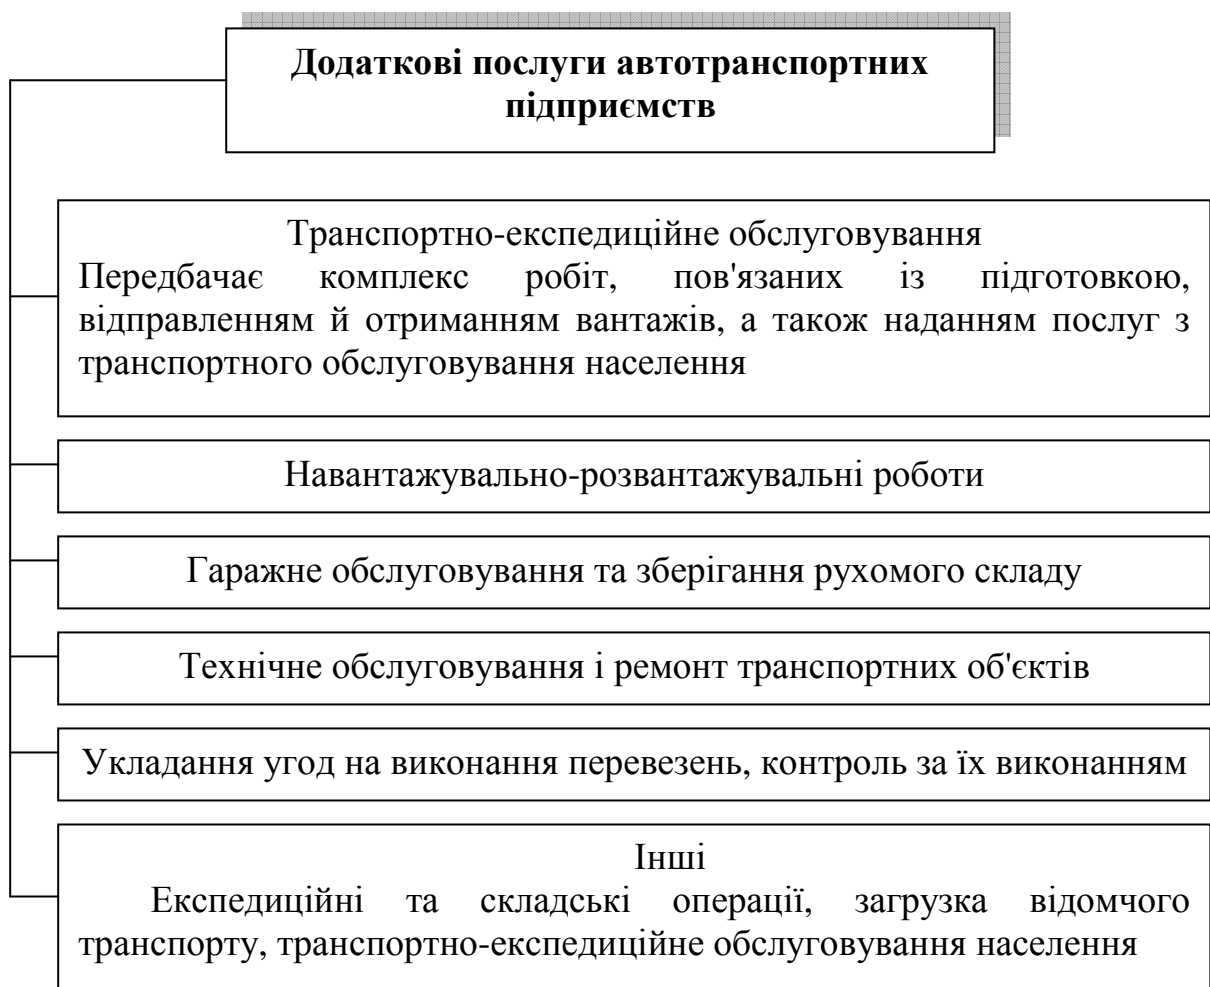 Додаткові послуги автотранспортних
підприємств
Транспортно-експедиційне обслуговування
Передбачає комплекс робіт, пов'язаних із підготовкою,
відправленням й отриманням вантажів, а також наданням послуг з
транспортного обслуговування населення
Навантажувально-розвантажувальні роботи
Гаражне обслуговування та зберігання рухомого складу
Технічне обслуговування і ремонт транспортних об'єктів
Укладання угод на виконання перевезень, контроль за їх виконанням
Інші
Експедиційні та складські операції, загрузка відомчого
транспорту, транспортно-експедиційне обслуговування населення